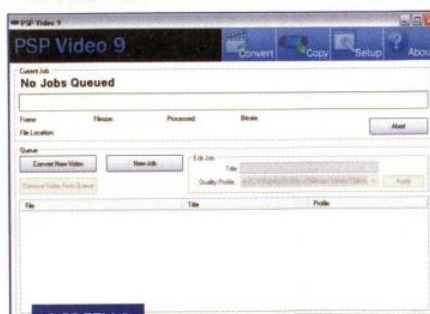 PSP Video 9
PSP Video 9
Convert
Copy
Setup
Abou
Current Job
No Jobs Queued
Frame:
Filesize:
Processed:
Bitrate:
File Location:
Abort
Queue
Convert New Video
New Job
Remove Video From Queue
Edit Job
Title:
Quality Profile:
Apply
File
Title
Profile